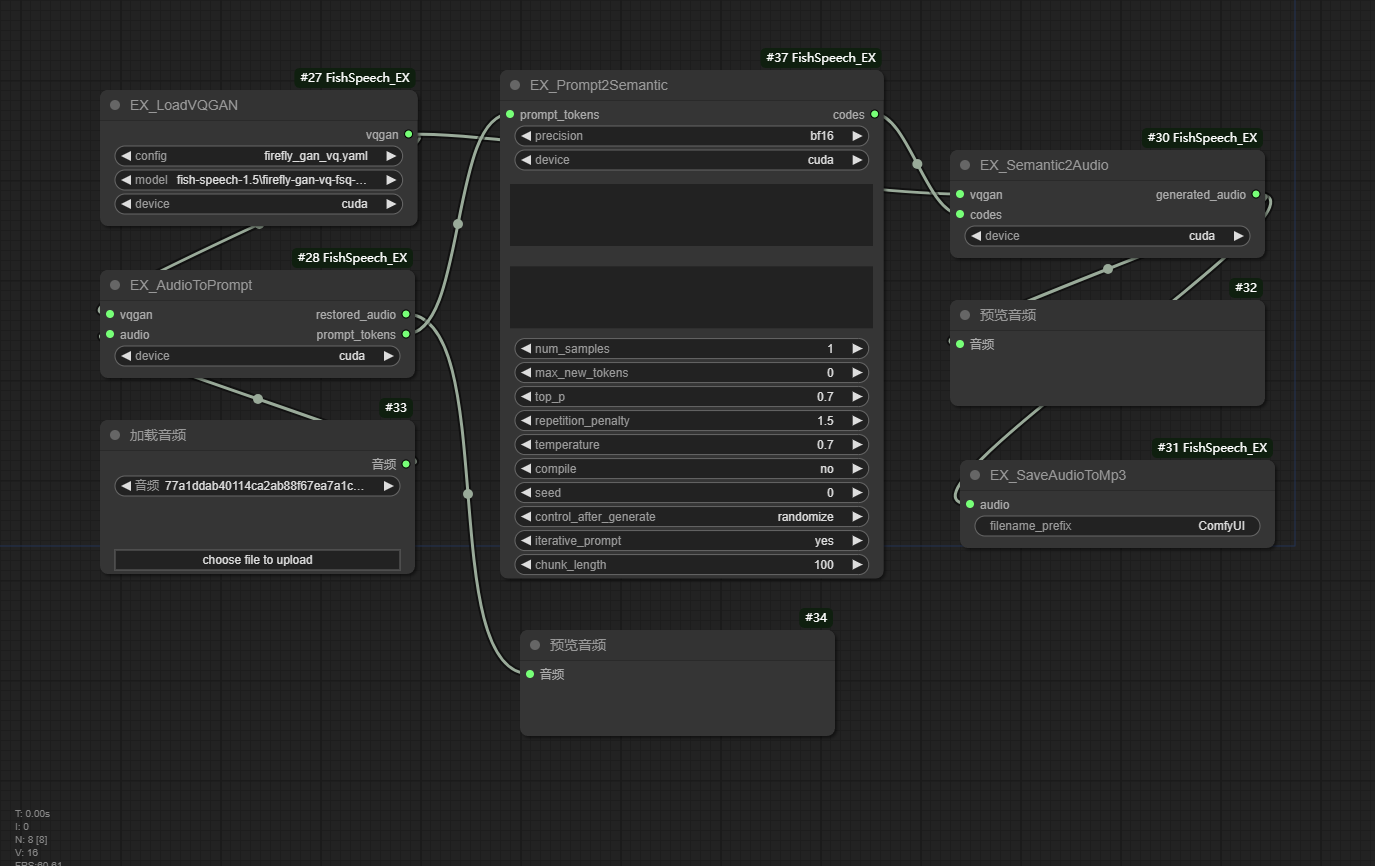 #27 FishSpeech_EX
EX_LoadVQGAN
vqgan
config firefly_gan_vq.yaml
model fish-speech-1.5\firefly-gan-vq-fsq-...
device cuda
#28 FishSpeech_EX
EX_AudioToPrompt
vqgan restored_audio
audio prompt_tokens
device cuda
#33
加载音频
音频
音频 77a1ddab40114ca2ab88f67ea7a1c...
choose file to upload
#37 FishSpeech_EX
EX_Prompt2Semantic
prompt_tokens codes
precision bf16
device cuda
num_samples 1
max_new_tokens 0
top_p 0.7
repetition_penalty 1.5
temperature 0.7
compile no
seed 0
control_after_generate randomize
iterative_prompt yes
chunk_length 100
#34
预览音频
音频
#30 FishSpeech_EX
EX_Semantic2Audio
vqgan generated_audio
codes
device cuda
#32
预览音频
音频
#31 FishSpeech_EX
EX_SaveAudioToMp3
audio
filename_prefix ComfyUI
T: 0.00s
I: 0
N: 8 [8]
V: 16
FPS:60.61